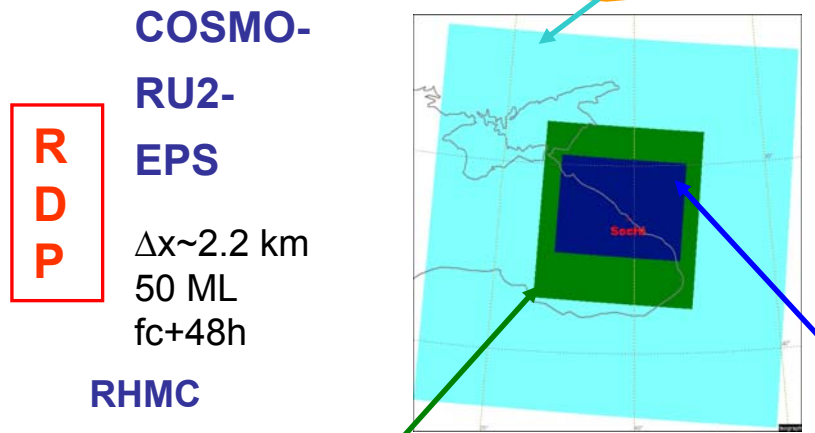 COSMO-
RU2-
EPS
R
D
P
Δx~2.2 km
50 ML
fc+48h
RHMC
Sochi